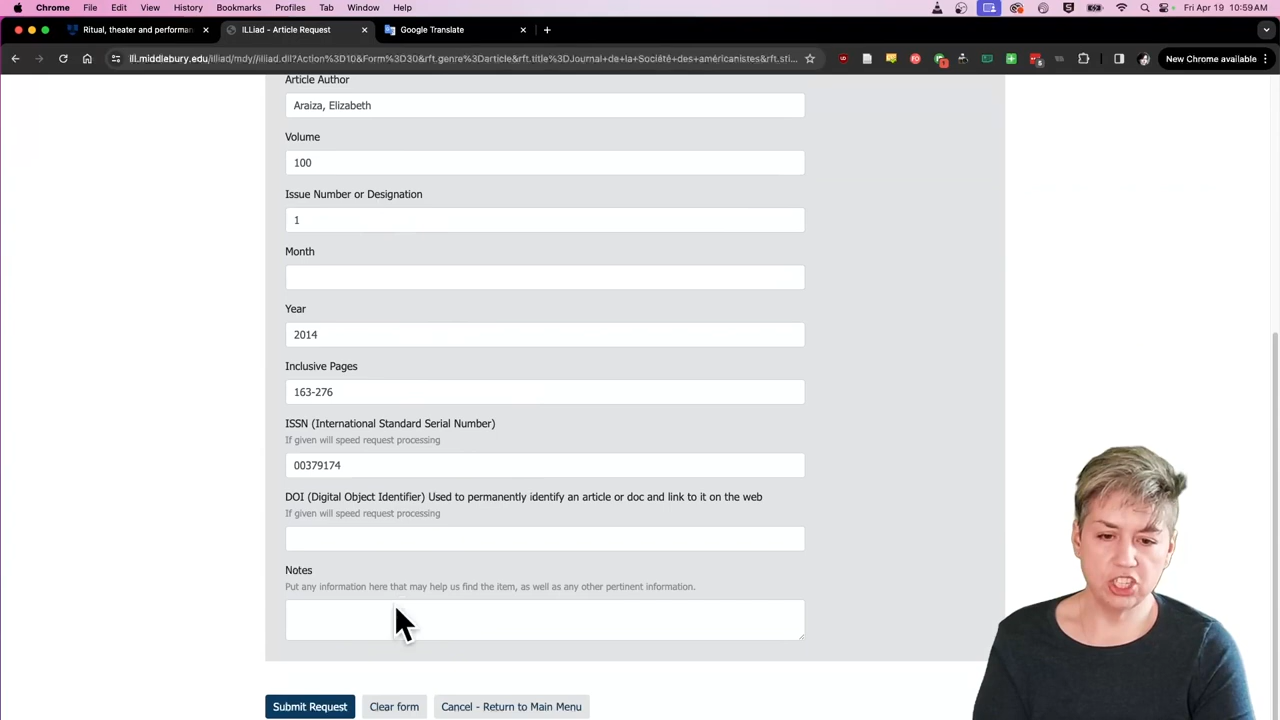 Chrome File Edit View History Bookmarks Profiles Tab Window Help Fri Apr 19 10:59 AM
Ritual, theater and performan
ILLiad - Article Request
Google Translate
New Chrome available
Article Author
Araiza, Elizabeth
Volume
100
Issue Number or Designation
1
Month
Year
2014
Inclusive Pages
163-276
ISSN (International Standard Serial Number)
If given will speed request processing
00379174
DOI (Digital Object Identifier) Used to permanently identify an article or doc and link to it on the web
If given will speed request processing
Notes
Put any information here that may help us find the item, as well as any other pertinent information.
Submit Request Clear form Cancel - Return to Main Menu